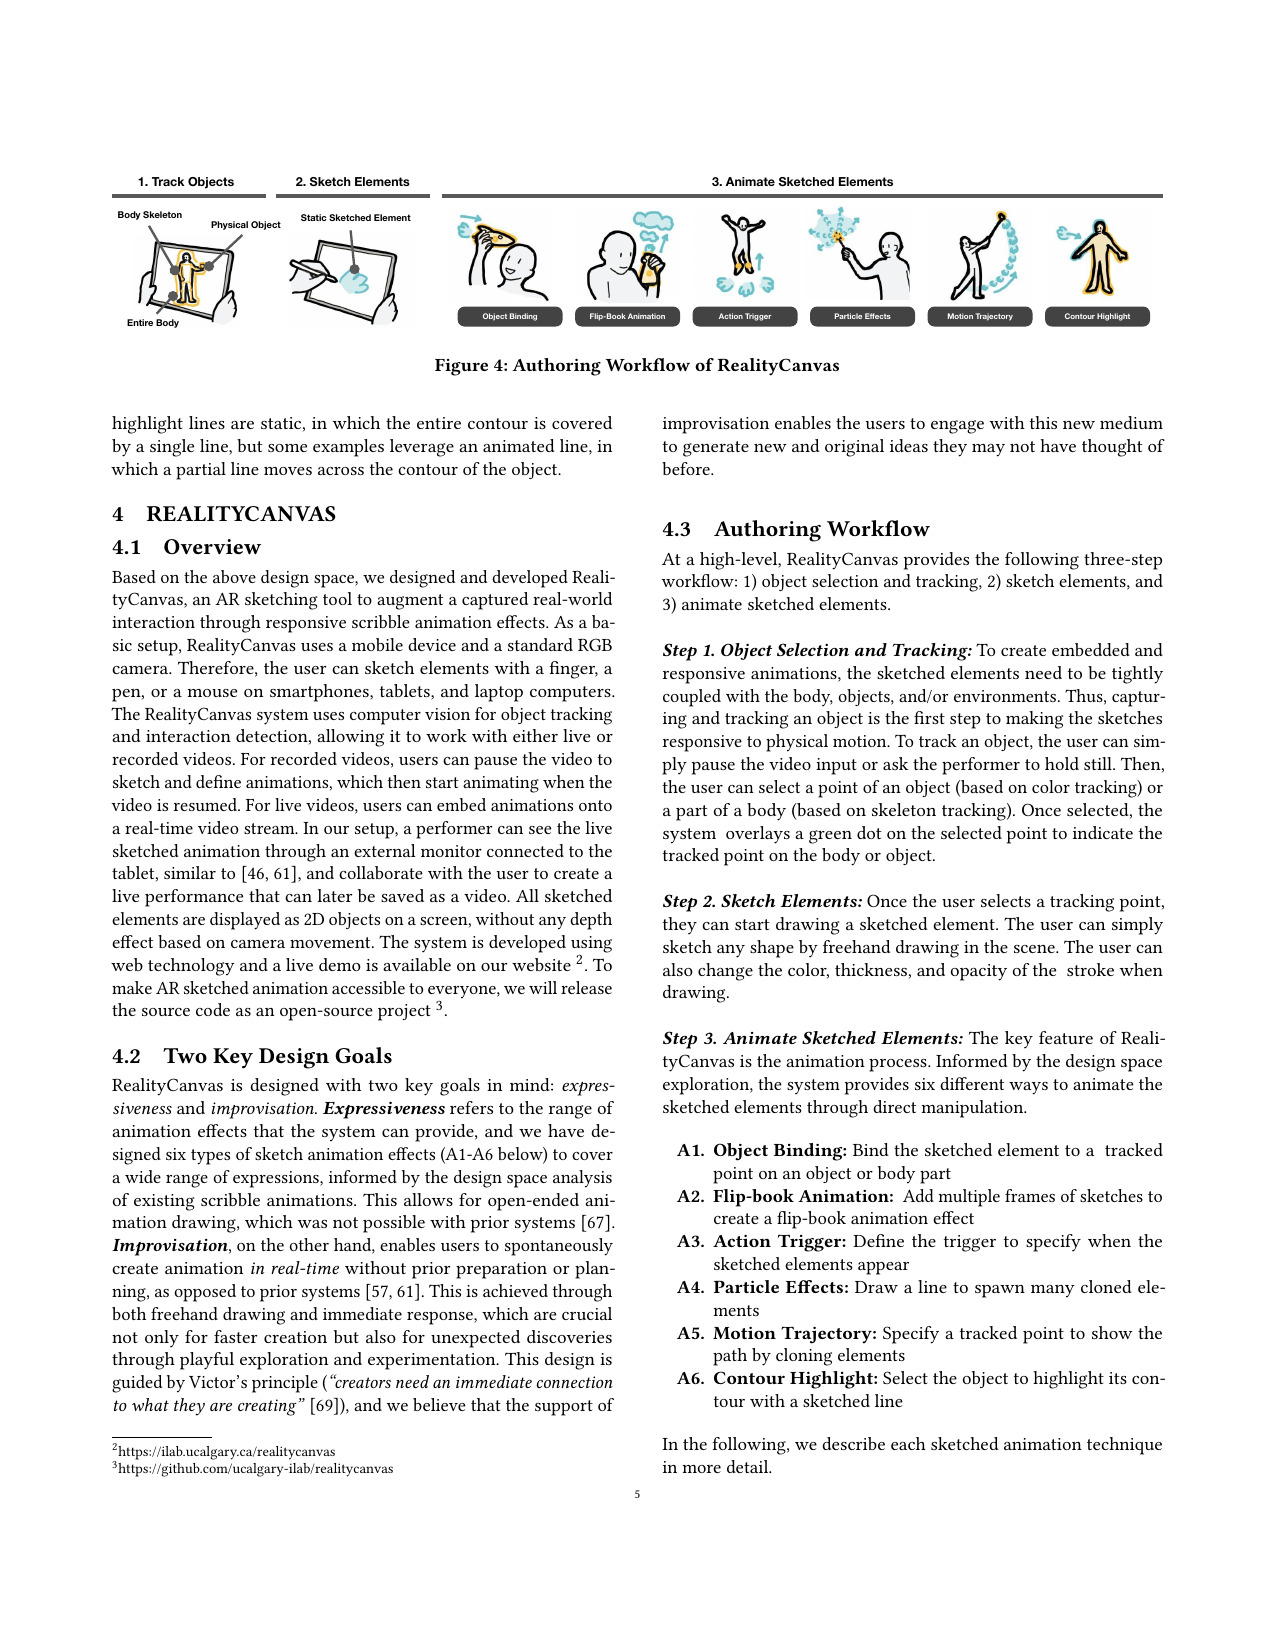 1. Track Objects
2. Sketch Elements
3. Animate Sketched Elements
Body Skeleton
Physical Object
Entire Body
Static Sketched Element
Object Binding
Flip-Book Animation
Action Trigger
Particle Effects
Motion Trajectory
Contour Highlight
Figure 4: Authoring Workflow of RealityCanvas
highlight lines are static, in which the entire contour is covered
by a single line, but some examples leverage an animated line, in
which a partial line moves across the contour of the object.
4 REALITYCANVAS
4.1 Overview
Based on the above design space, we designed and developed Reali-
tyCanvas, an AR sketching tool to augment a captured real-world
interaction through responsive scribble animation effects. As a ba-
sic setup, RealityCanvas uses a mobile device and a standard RGB
camera. Therefore, the user can sketch elements with a finger, a
pen, or a mouse on smartphones, tablets, and laptop computers.
The RealityCanvas system uses computer vision for object tracking
and interaction detection, allowing it to work with either live or
recorded videos. For recorded videos, users can pause the video to
sketch and define animations, which then start animating when the
video is resumed. For live videos, users can embed animations onto
a real-time video stream. In our setup, a performer can see the live
sketched animation through an external monitor connected to the
tablet, similar to [46, 61], and collaborate with the user to create a
live performance that can later be saved as a video. All sketched
elements are displayed as 2D objects on a screen, without any depth
effect based on camera movement. The system is developed using
web technology and a live demo is available on our website 2. To
make AR sketched animation accessible to everyone, we will release
the source code as an open-source project 3.
4.2 Two Key Design Goals
RealityCanvas is designed with two key goals in mind: expres-
siveness and improvisation. Expressiveness refers to the range of
animation effects that the system can provide, and we have de-
signed six types of sketch animation effects (A1-A6 below) to cover
a wide range of expressions, informed by the design space analysis
of existing scribble animations. This allows for open-ended ani-
mation drawing, which was not possible with prior systems [67].
Improvisation, on the other hand, enables users to spontaneously
create animation in real-time without prior preparation or plan-
ning, as opposed to prior systems [57, 61]. This is achieved through
both freehand drawing and immediate response, which are crucial
not only for faster creation but also for unexpected discoveries
through playful exploration and experimentation. This design is
guided by Victor's principle (“creators need an immediate connection
to what they are creating” [69]), and we believe that the support of
2https://ilab.ucalgary.ca/realitycanvas
3https://github.com/ucalgary-ilab/realitycanvas
improvisation enables the users to engage with this new medium
to generate new and original ideas they may not have thought of
before.
4.3 Authoring Workflow
At a high-level, RealityCanvas provides the following three-step
workflow: 1) object selection and tracking, 2) sketch elements, and
3) animate sketched elements.
Step 1. Object Selection and Tracking: To create embedded and
responsive animations, the sketched elements need to be tightly
coupled with the body, objects, and/or environments. Thus, captur-
ing and tracking an object is the first step to making the sketches
responsive to physical motion. To track an object, the user can sim-
ply pause the video input or ask the performer to hold still. Then,
the user can select a point of an object (based on color tracking) or
a part of a body (based on skeleton tracking). Once selected, the
system overlays a green dot on the selected point to indicate the
tracked point on the body or object.
Step 2. Sketch Elements: Once the user selects a tracking point,
they can start drawing a sketched element. The user can simply
sketch any shape by freehand drawing in the scene. The user can
also change the color, thickness, and opacity of the stroke when
drawing.
Step 3. Animate Sketched Elements: The key feature of Reali-
tyCanvas is the animation process. Informed by the design space
exploration, the system provides six different ways to animate the
sketched elements through direct manipulation.
A1. Object Binding: Bind the sketched element to a tracked
point on an object or body part
A2. Flip-book Animation: Add multiple frames of sketches to
create a flip-book animation effect
A3. Action Trigger: Define the trigger to specify when the
sketched elements appear
A4. Particle Effects: Draw a line to spawn many cloned ele-
ments
A5. Motion Trajectory: Specify a tracked point to show the
path by cloning elements
A6. Contour Highlight: Select the object to highlight its con-
tour with a sketched line
In the following, we describe each sketched animation technique
in more detail.
5